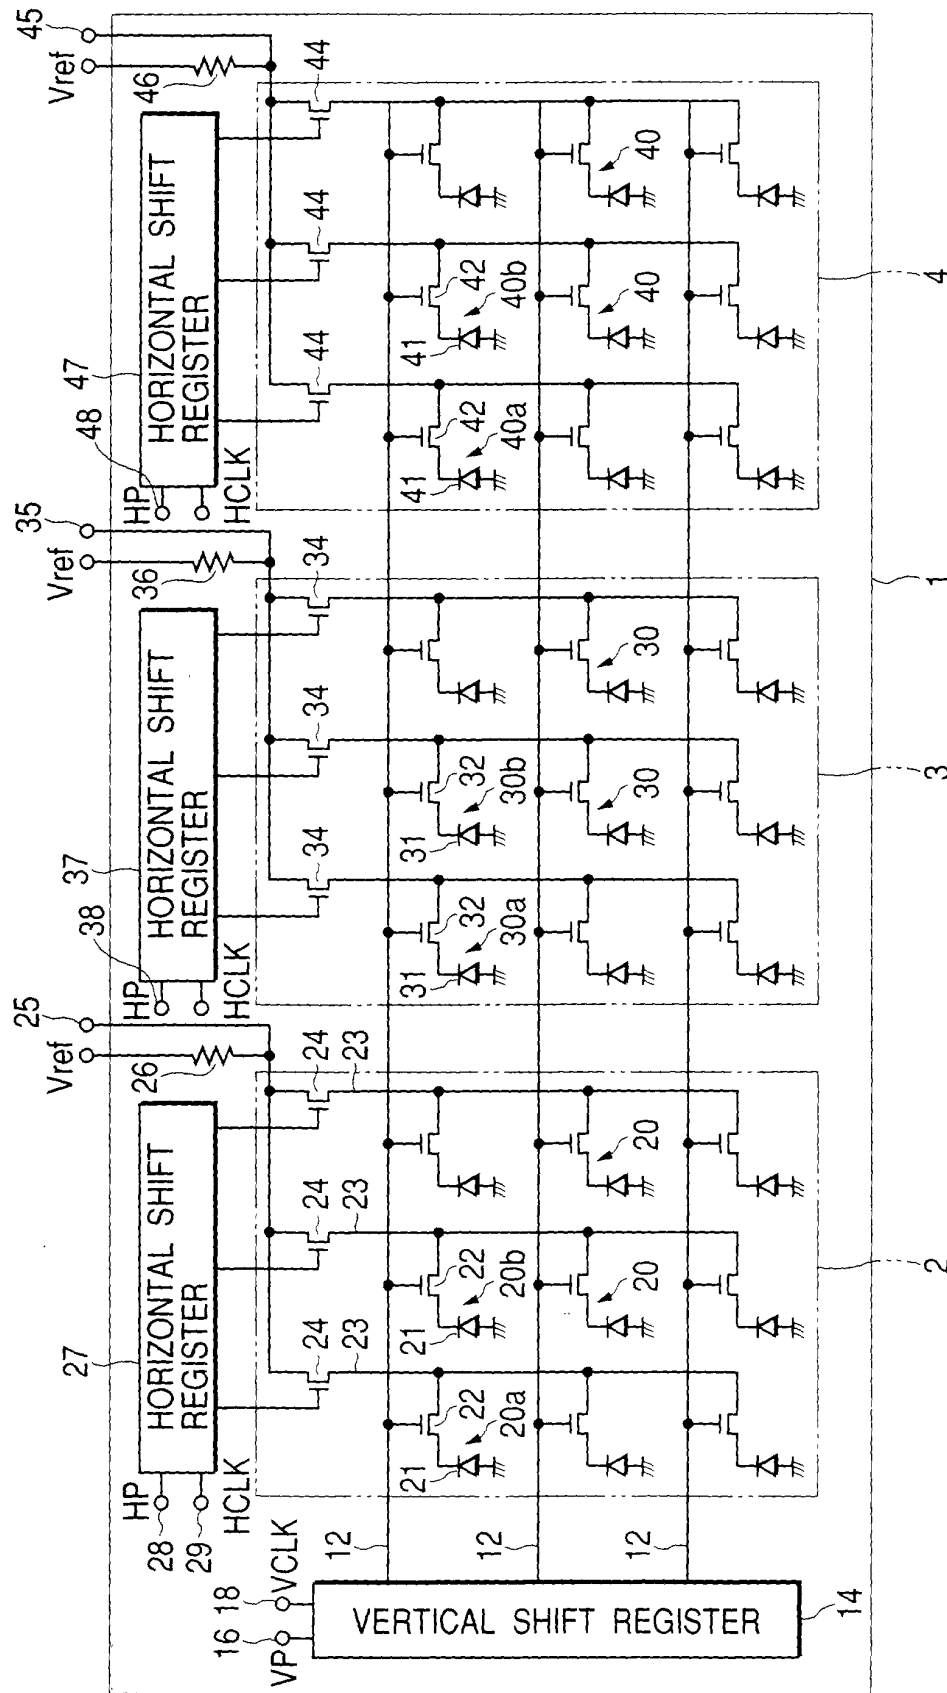 Vref
45
46
HORIZONTAL SHIFT
REGISTER
47
48
HP
HCLK
44
44
44
42
40b
41
42
40a
41
40
40
4
Vref
35
36
HORIZONTAL SHIFT
REGISTER
37
38
HP
HCLK
34
34
34
32
30b
31
32
30a
31
30
30
3
Vref
25
26
HORIZONTAL SHIFT
REGISTER
27
HP
28
29
HCLK
24
24
24
23
23
23
22
20b
21
22
20a
21
20
20
2
12
12
12
VCLK
18
16
VP
VERTICAL SHIFT REGISTER
14
1